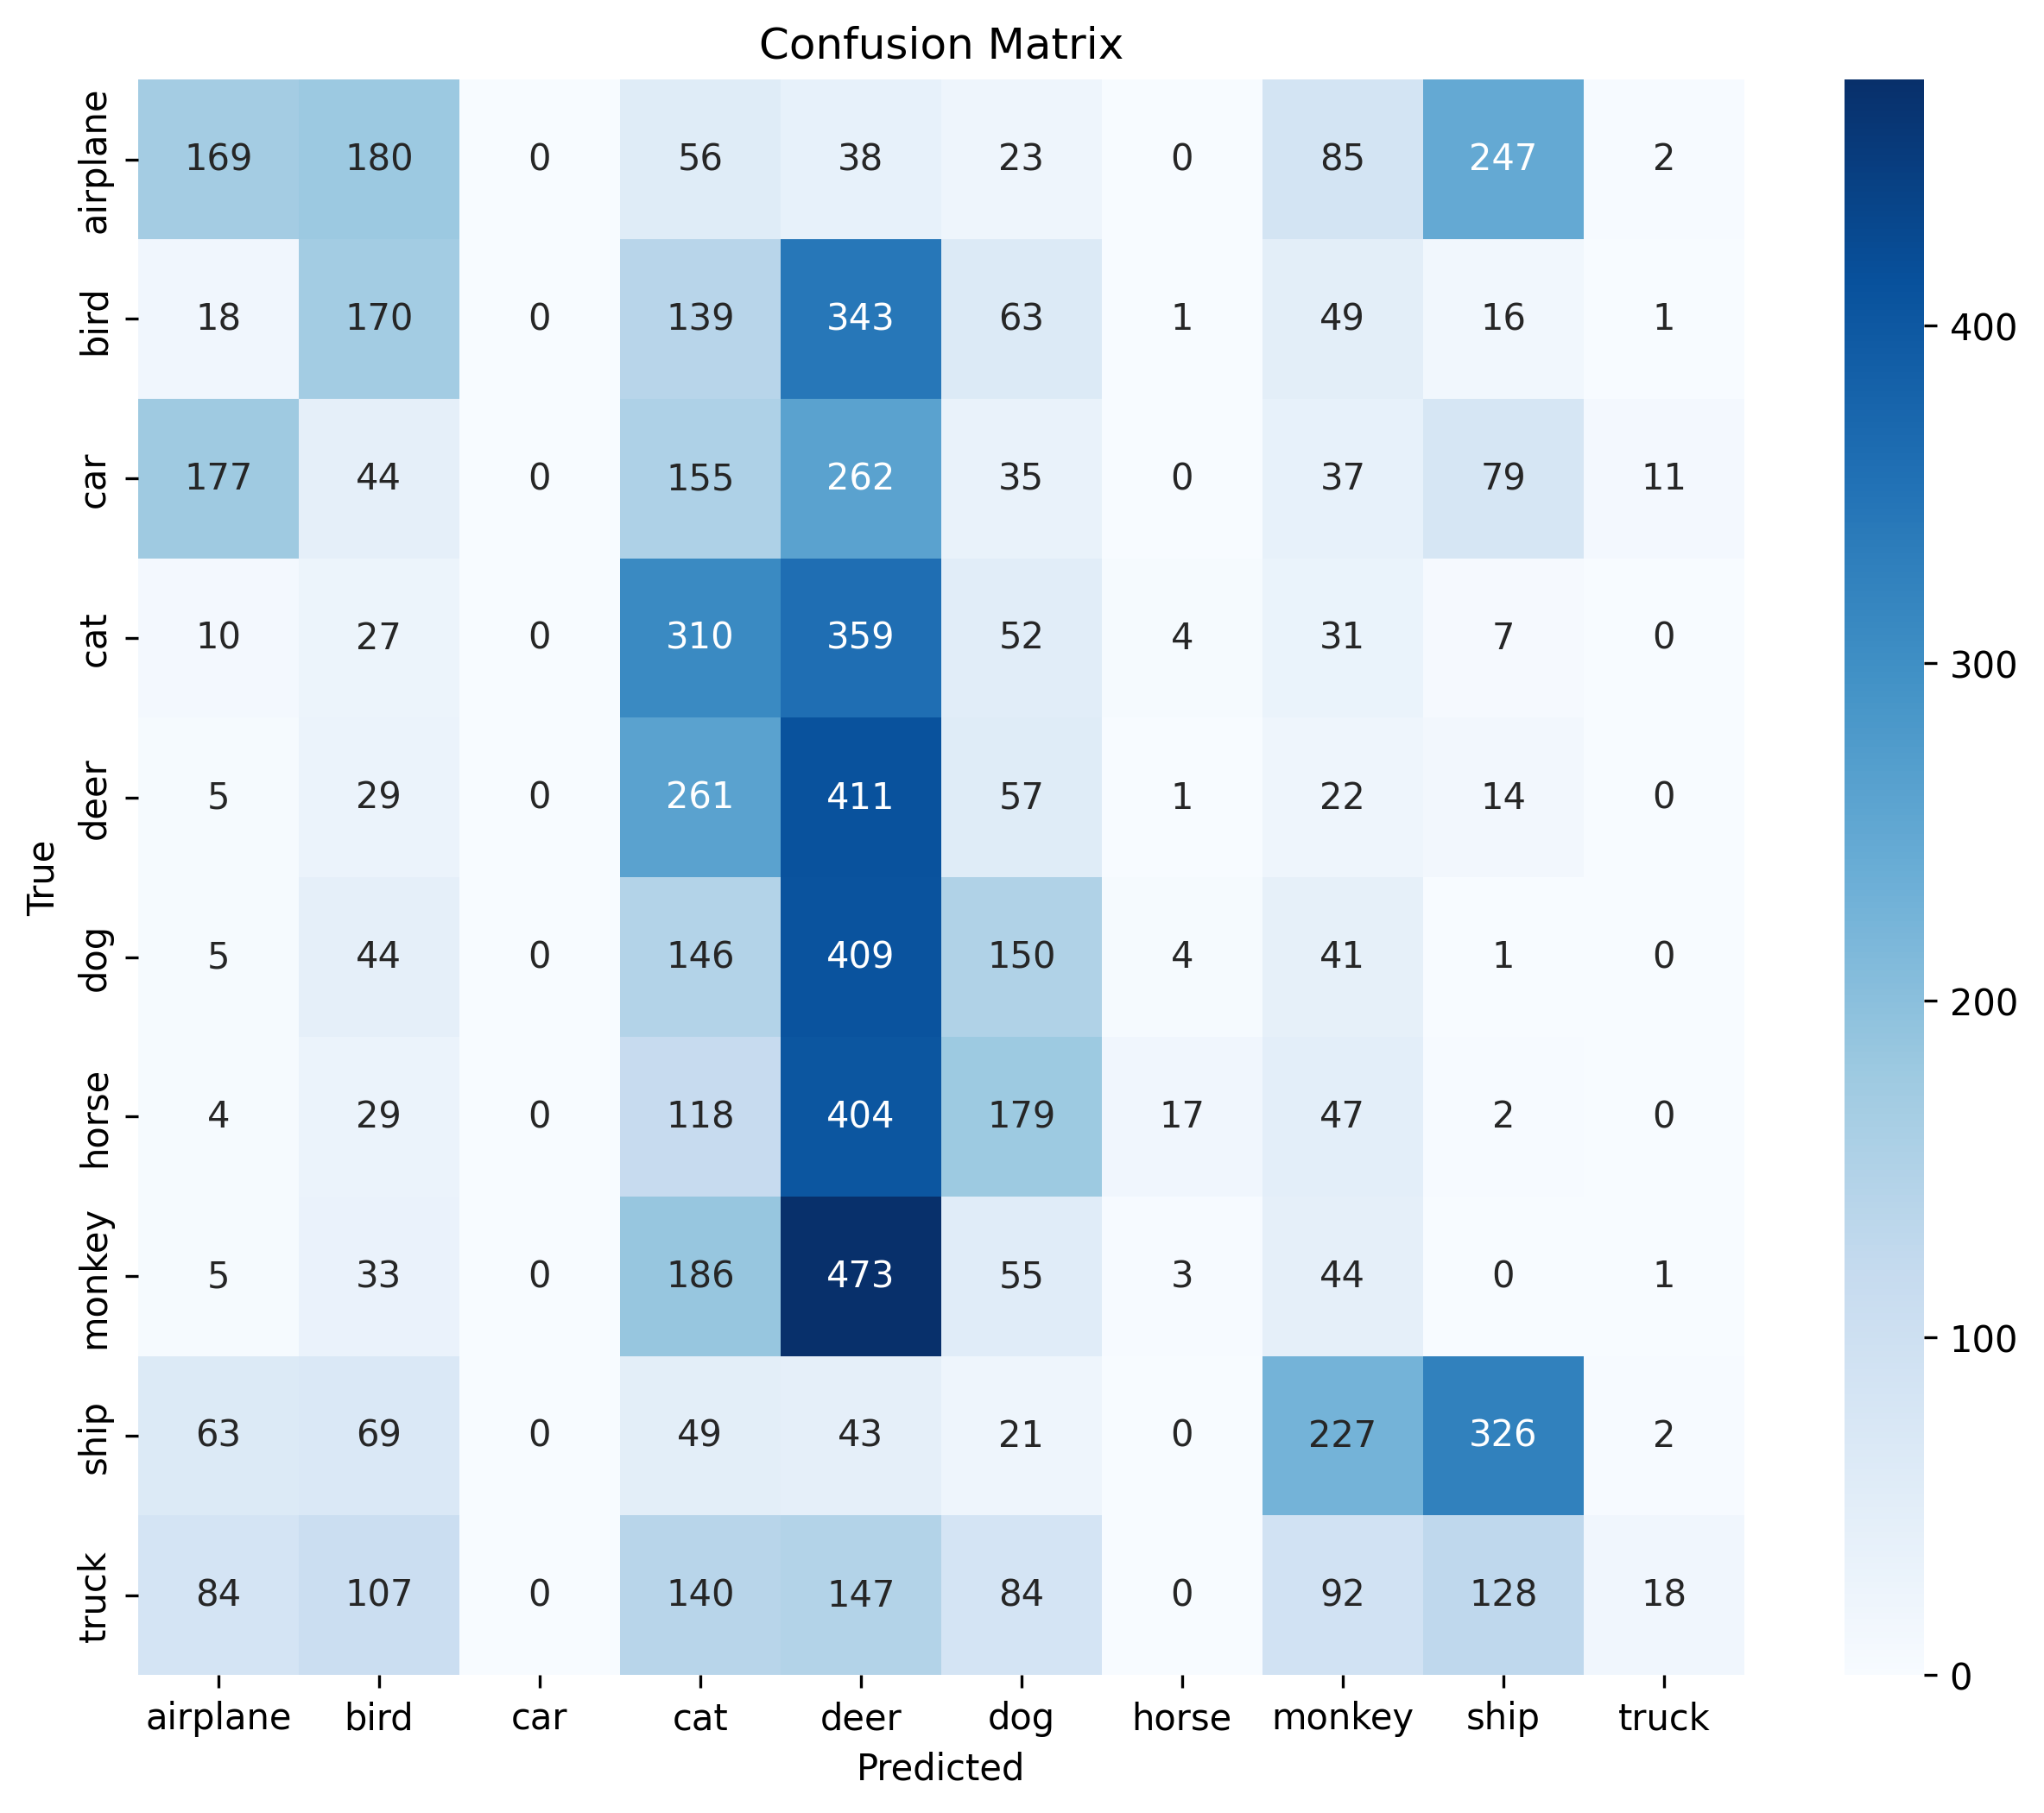 Confusion Matrix
True
airplane 169 180 0 56 38 23 0 85 247 2
bird 18 170 0 139 343 63 1 49 16 1
car 177 44 0 155 262 35 0 37 79 11
cat 10 27 0 310 359 52 4 31 7 0
deer 5 29 0 261 411 57 1 22 14 0
dog 5 44 0 146 409 150 4 41 1 0
horse 4 29 0 118 404 179 17 47 2 0
monkey 5 33 0 186 473 55 3 44 0 1
ship 63 69 0 49 43 21 0 227 326 2
truck 84 107 0 140 147 84 0 92 128 18
airplane bird car cat deer dog horse monkey ship truck
Predicted
400
300
200
100
0